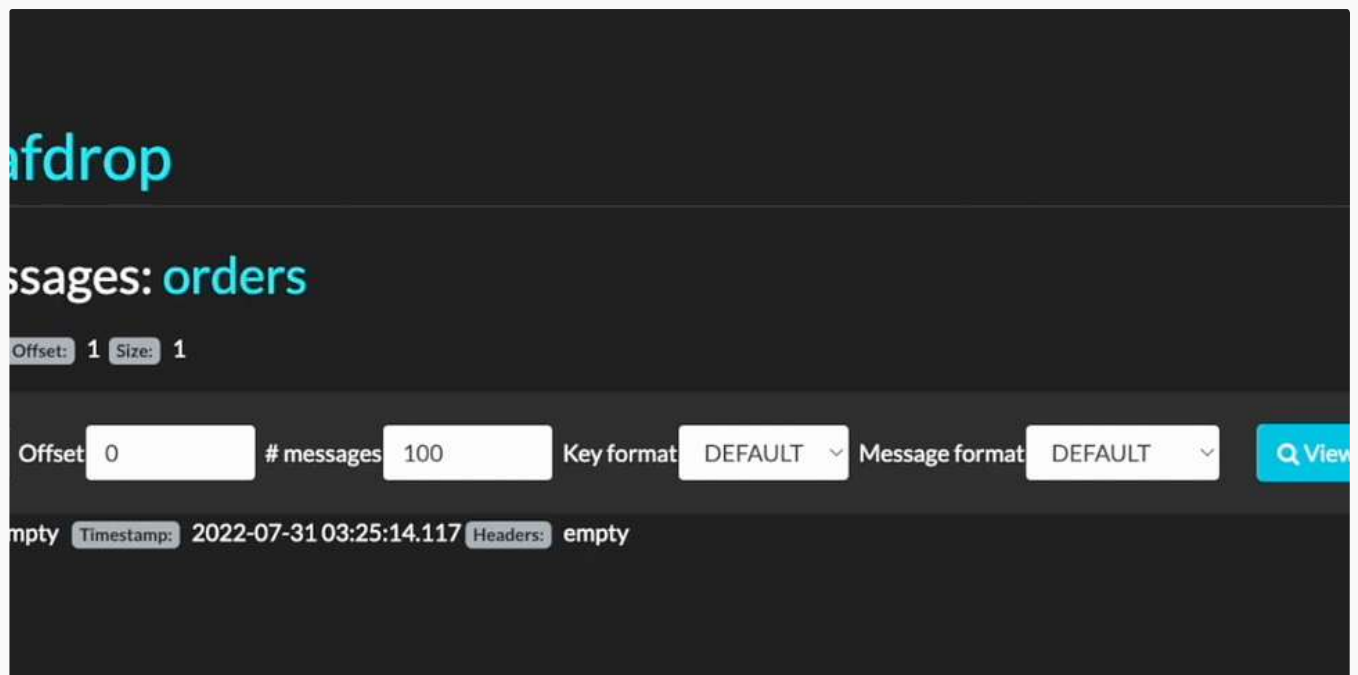 afdrop
ssages: orders
Offset: 1 Size: 1
Offset 0 # messages 100 Key format DEFAULT Message format DEFAULT View
mpty Timestamp: 2022-07-31 03:25:14.117 Headers: empty